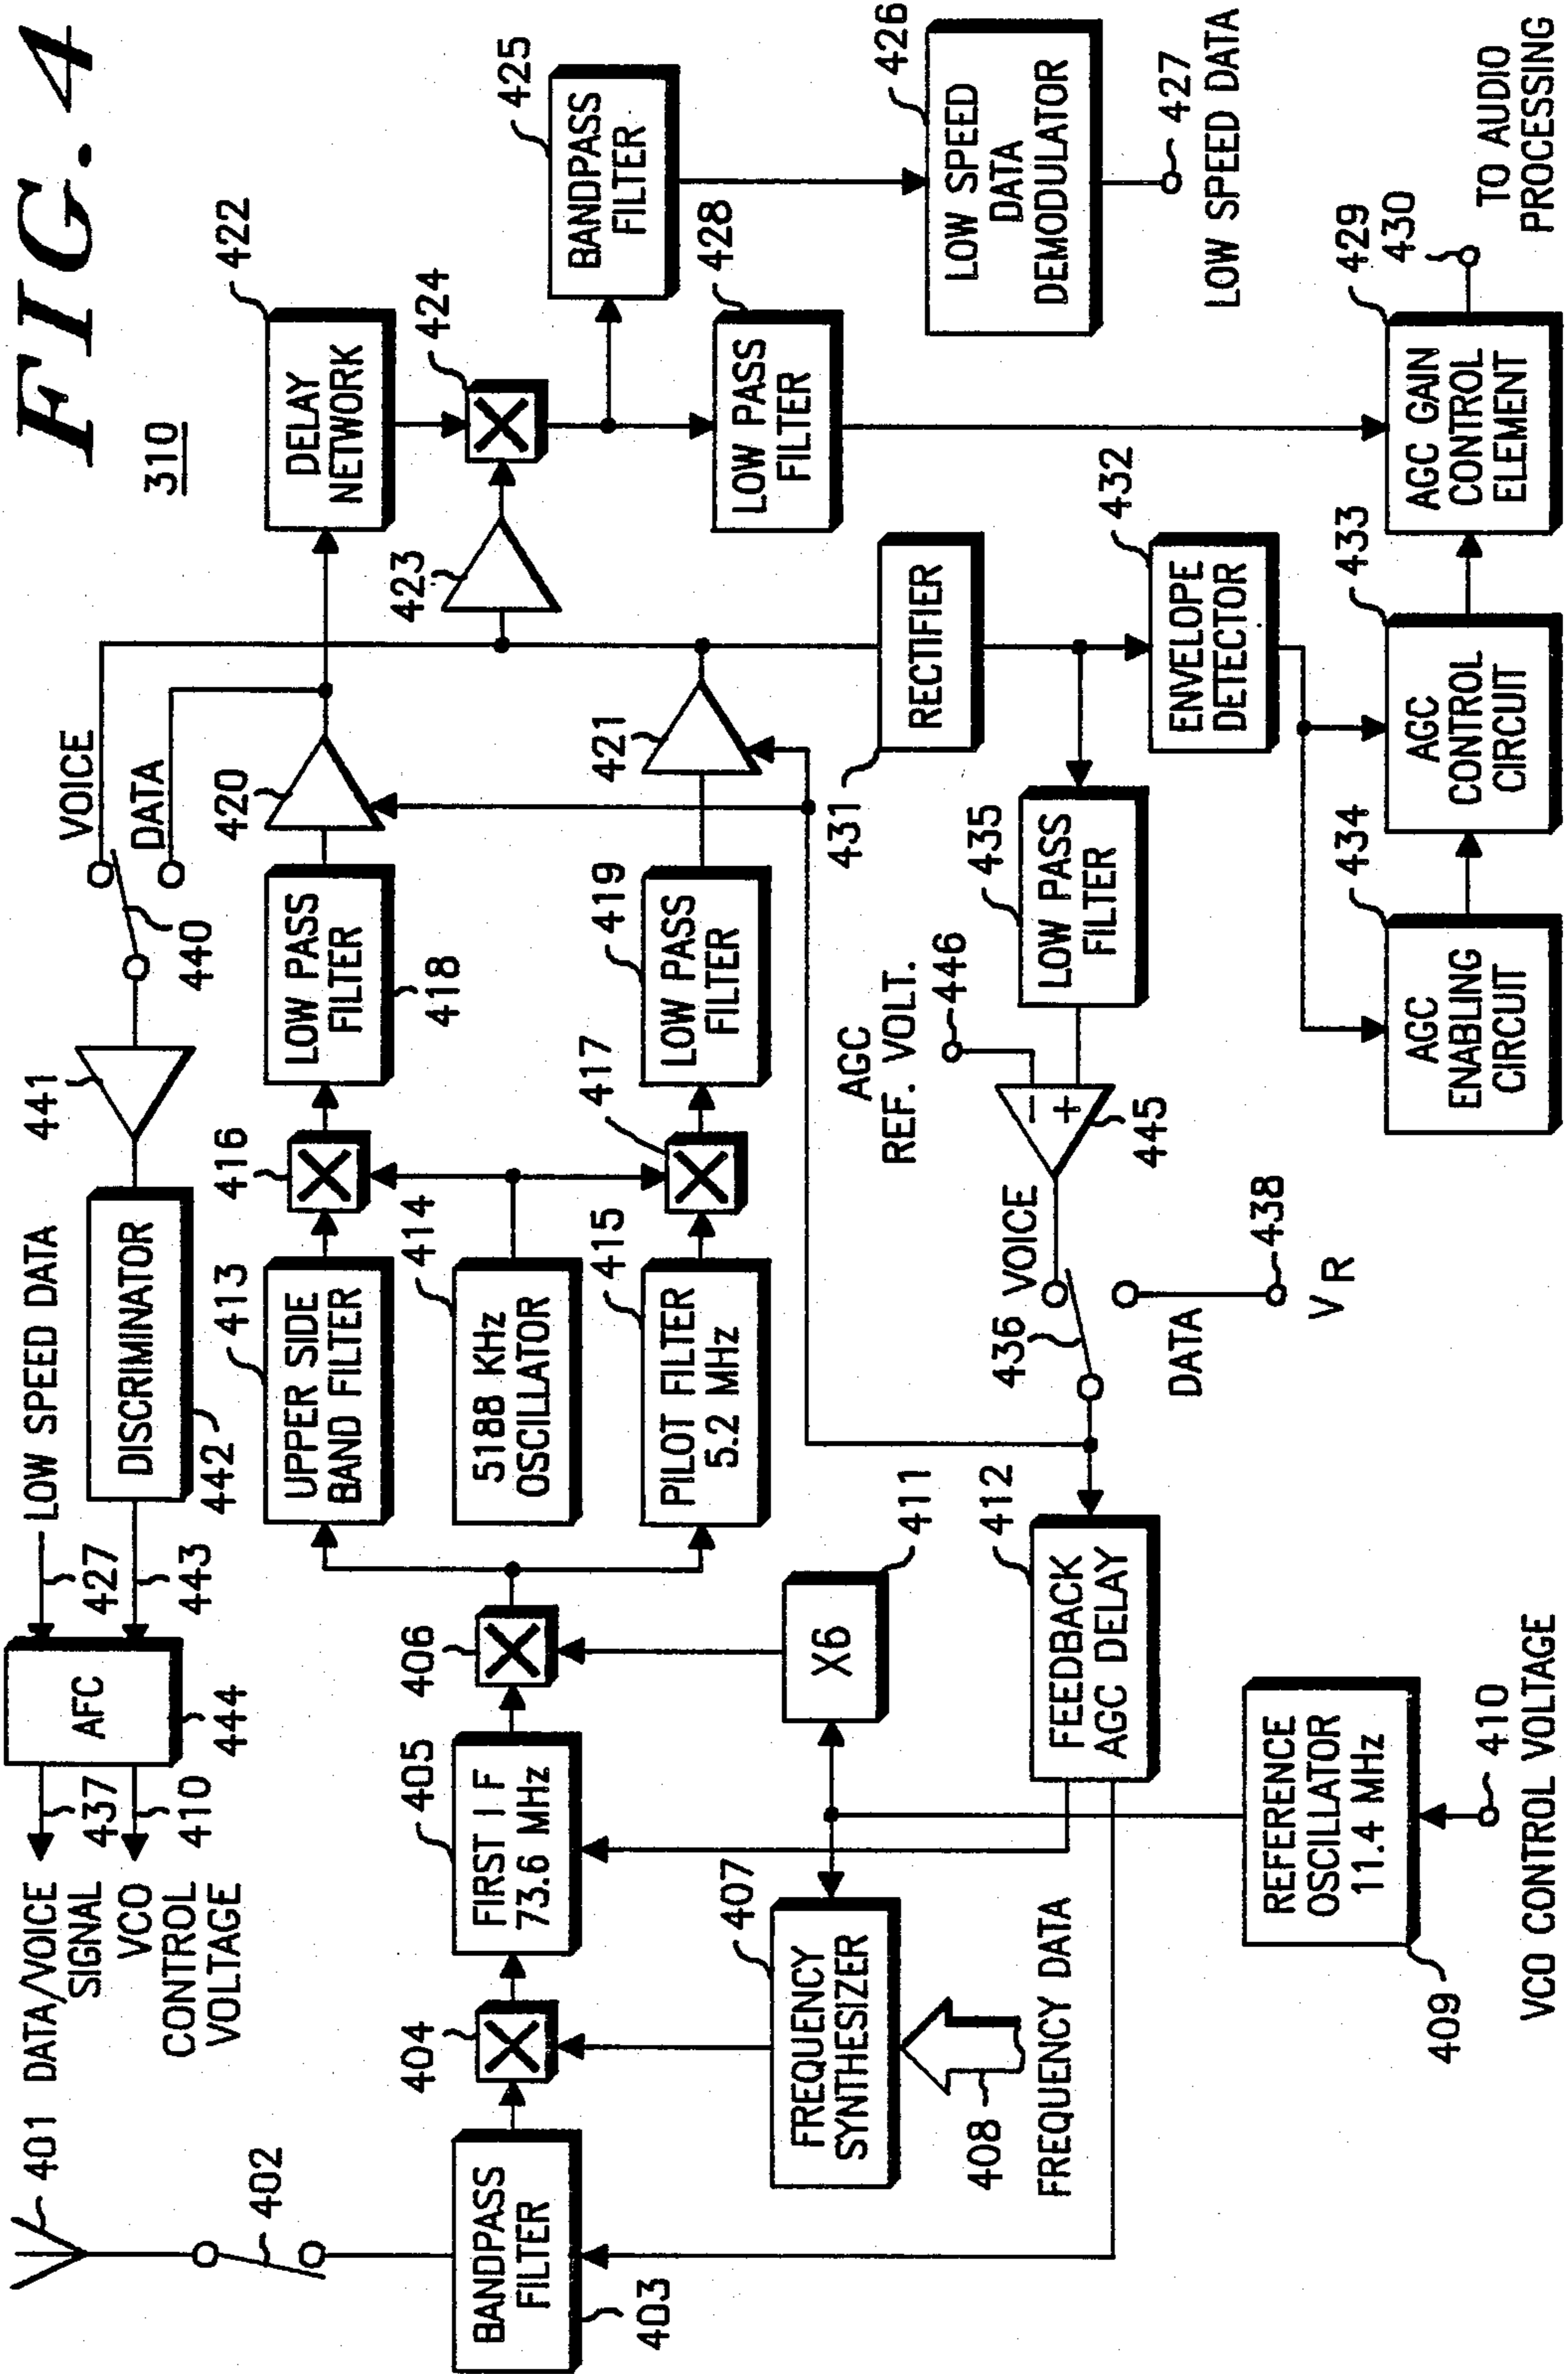 FIG. 4
310
401
DATA/VOICE
SIGNAL
VCO
CONTROL
VOLTAGE
437
410
AFC
444
427
443
LOW SPEED DATA
DISCRIMINATOR
442
441
440
VOICE
DATA
402
BANDPASS
FILTER
403
404
FIRST I F
73.6 MHz
405
406
UPPER SIDE
BAND FILTER
413
5188 KHz
OSCILLATOR
414
PILOT FILTER
5.2 MHz
415
416
417
LOW PASS
FILTER
418
LOW PASS
FILTER
419
420
421
DELAY
NETWORK
422
423
424
BANDPASS
FILTER
425
LOW SPEED
DATA
DEMODULATOR
426
427
LOW SPEED DATA
LOW PASS
FILTER
428
FREQUENCY
SYNTHESIZER
407
408
FREQUENCY DATA
X6
411
FEEDBACK
AGC DELAY
412
REFERENCE
OSCILLATOR
11.4 MHz
409
410
VCO CONTROL VOLTAGE
436
VOICE
DATA
438
VR
445
− +
AGC
REF. VOLT.
446
LOW PASS
FILTER
435
RECTIFIER
431
ENVELOPE
DETECTOR
432
AGC
ENABLING
CIRCUIT
434
AGC
CONTROL
CIRCUIT
433
AGC GAIN
CONTROL
ELEMENT
429
430
TO AUDIO
PROCESSING